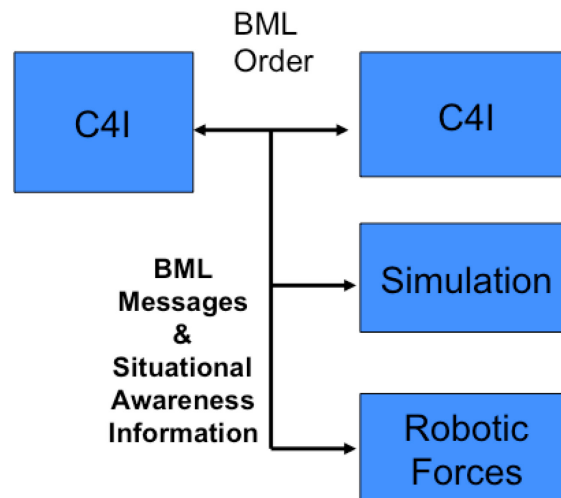 BML
Order
C4I
C4I
Simulation
BML
Messages
&
Situational
Awareness
Information
Robotic
Forces